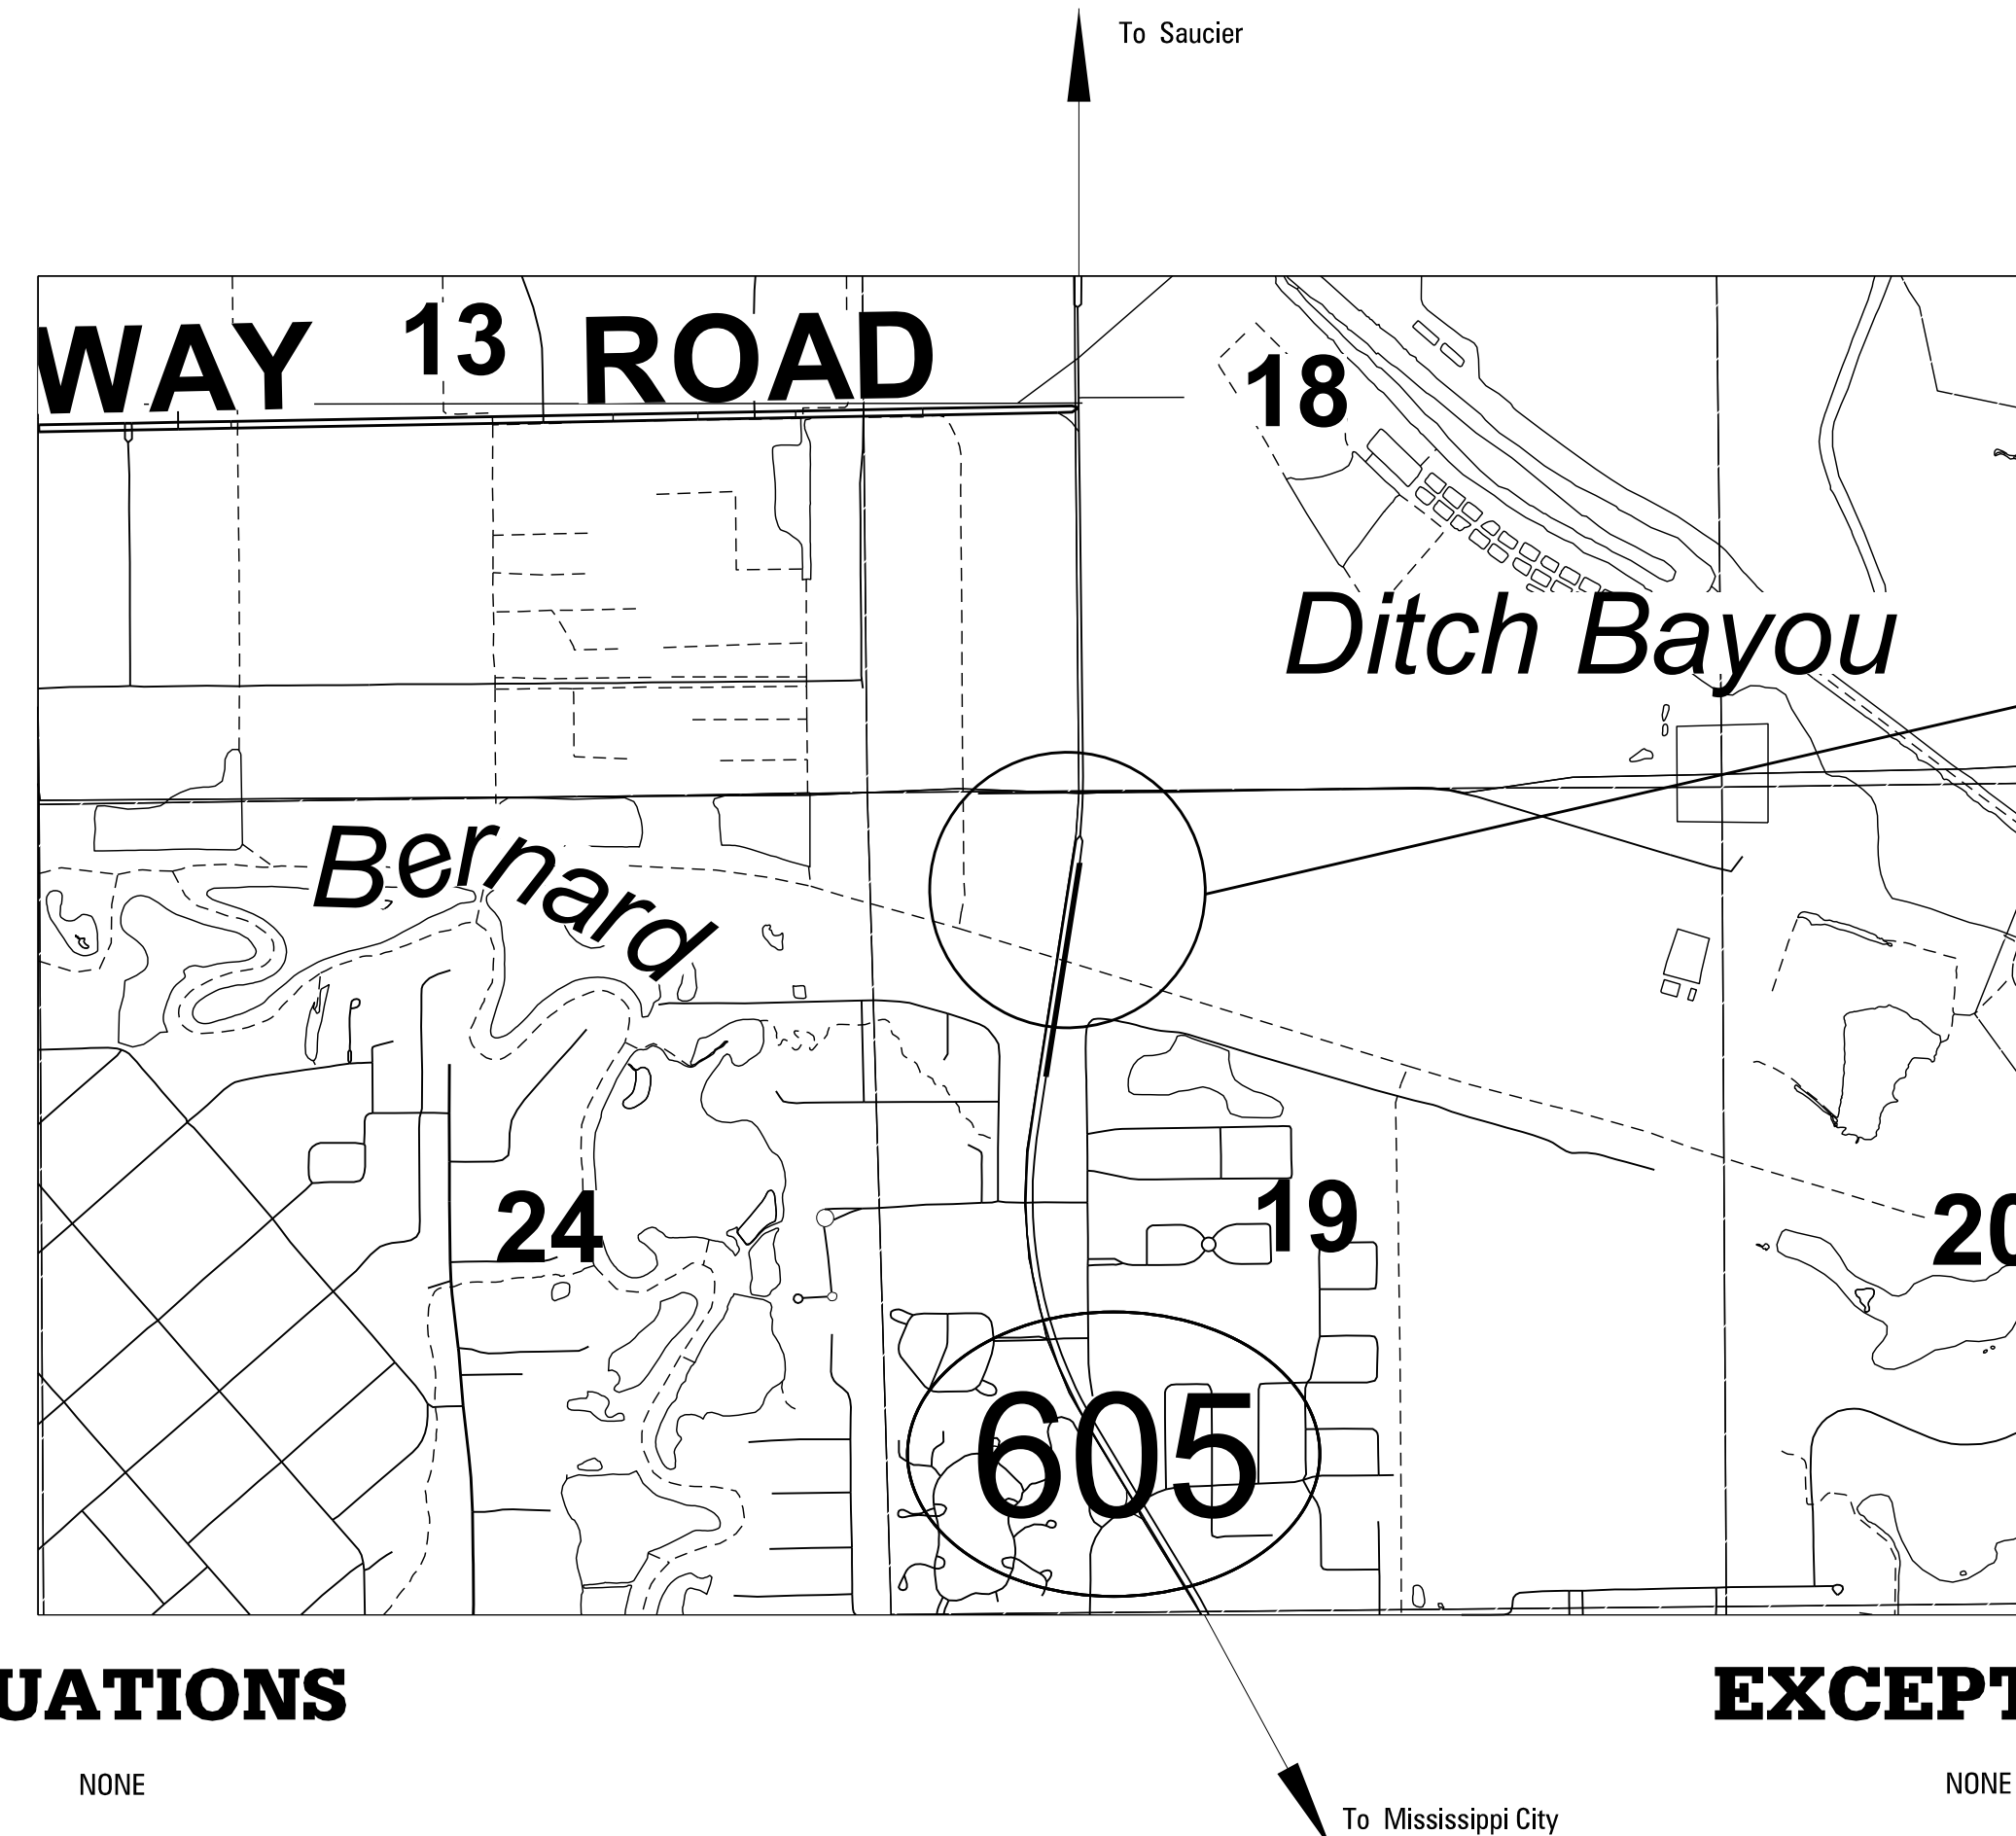 To Saucier
WAY 13 ROAD
18
Ditch Bayou
Bernard
24
19
20
605
UATIONS
EXCEPT
NONE
NONE
To Mississippi City